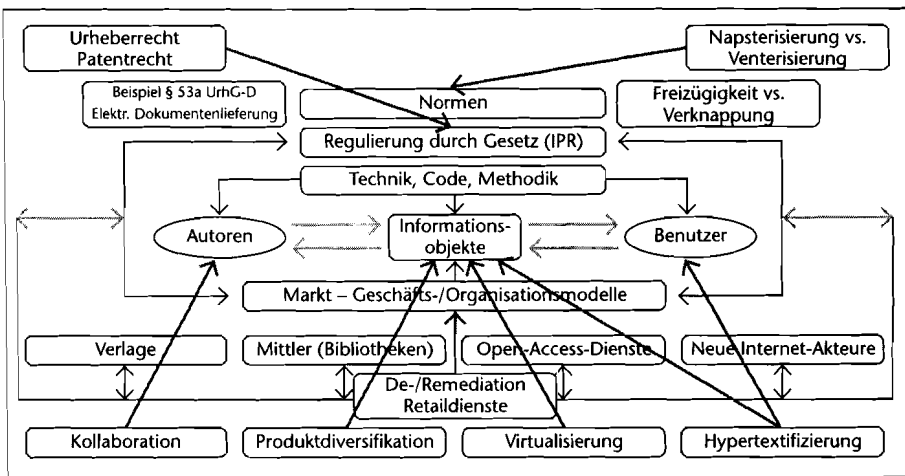 Urheberrecht
Patentrecht
Napsterisierung vs.
Venterisierung
Beispiel § 53a UrhG-D
Elektr. Dokumentenlieferung
Normen
Freizügigkeit vs.
Verknappung
Regulierung durch Gesetz (IPR)
Technik, Code, Methodik
Autoren
Informations-
objekte
Benutzer
Markt – Geschäfts-/Organisationsmodelle
Verlage
Mittler (Bibliotheken)
Open-Access-Dienste
Neue Internet-Akteure
De-/Remediation
Retaildienste
Kollaboration
Produktdiversifikation
Virtualisierung
Hypertextifizierung